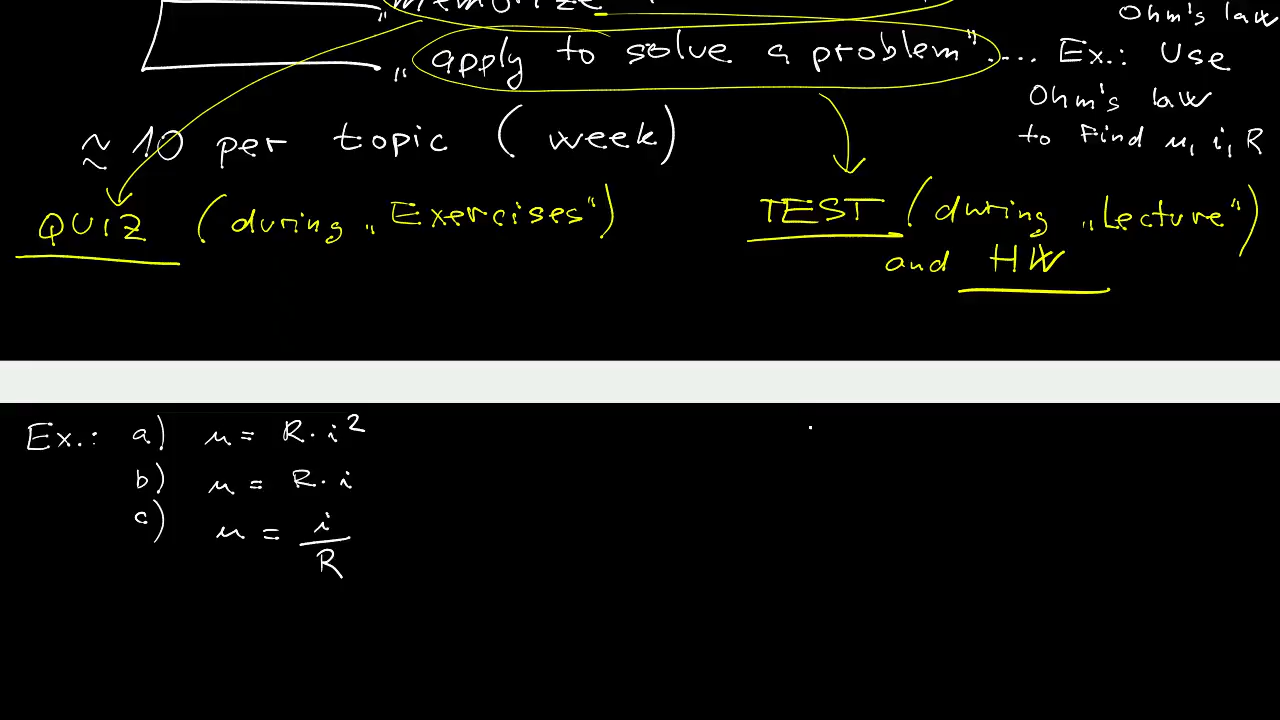 „memorize
Ohm's law
„apply to solve a problem" .... Ex.: Use
Ohm's law
to find u, i, R
≈ 10 per topic (week)
QUIZ (during „Exercises")
TEST (during „Lecture")
and HW
Ex.: a) u = R · i²
b) u = R · i
c) u = i / R